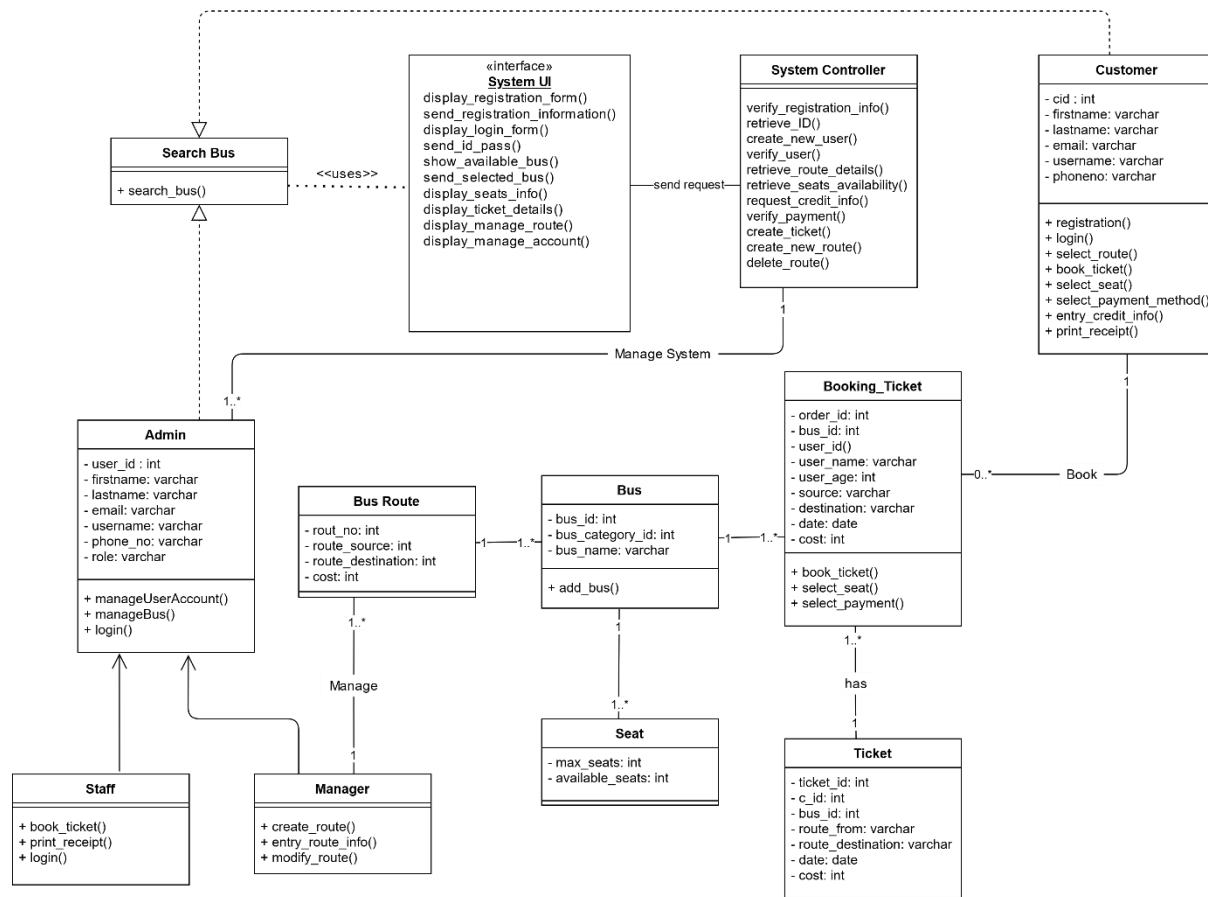 «interface»
System UI
display_registration_form()
send_registration_information()
display_login_form()
send_id_pass()
show_available_bus()
send_selected_bus()
display_seats_info()
display_ticket_details()
display_manage_route()
display_manage_account()
System Controller
verify_registration_info()
retrieve_ID()
create_new_user()
verify_user()
retrieve_route_details()
retrieve_seats_availability()
request_credit_info()
verify_payment()
create_ticket()
create_new_route()
delete_route()
Customer
- cid : int
- firstname: varchar
- lastname: varchar
- email: varchar
- username: varchar
- phoneno: varchar
+ registration()
+ login()
+ select_route()
+ book_ticket()
+ select_seat()
+ select_payment_method()
+ entry_credit_info()
+ print_receipt()
Search Bus
+ search_bus()
<<uses>>
send request
1
Manage System
1..*
1
Book
0..*
Admin
- user_id : int
- firstname: varchar
- lastname: varchar
- email: varchar
- username: varchar
- phone_no: varchar
- role: varchar
+ manageUserAccount()
+ manageBus()
+ login()
Bus Route
- rout_no: int
- route_source: int
- route_destination: int
- cost: int
1
1..*
Bus
- bus_id: int
- bus_category_id: int
- bus_name: varchar
+ add_bus()
1
1..*
Booking_Ticket
- order_id: int
- bus_id: int
- user_id()
- user_name: varchar
- user_age: int
- source: varchar
- destination: varchar
- date: date
- cost: int
+ book_ticket()
+ select_seat()
+ select_payment()
1..*
Manage
1
1
1..*
1..*
has
1
Staff
+ book_ticket()
+ print_receipt()
+ login()
Manager
+ create_route()
+ entry_route_info()
+ modify_route()
Seat
- max_seats: int
- available_seats: int
Ticket
- ticket_id: int
- c_id: int
- bus_id: int
- route_from: varchar
- route_destination: varchar
- date: date
- cost: int